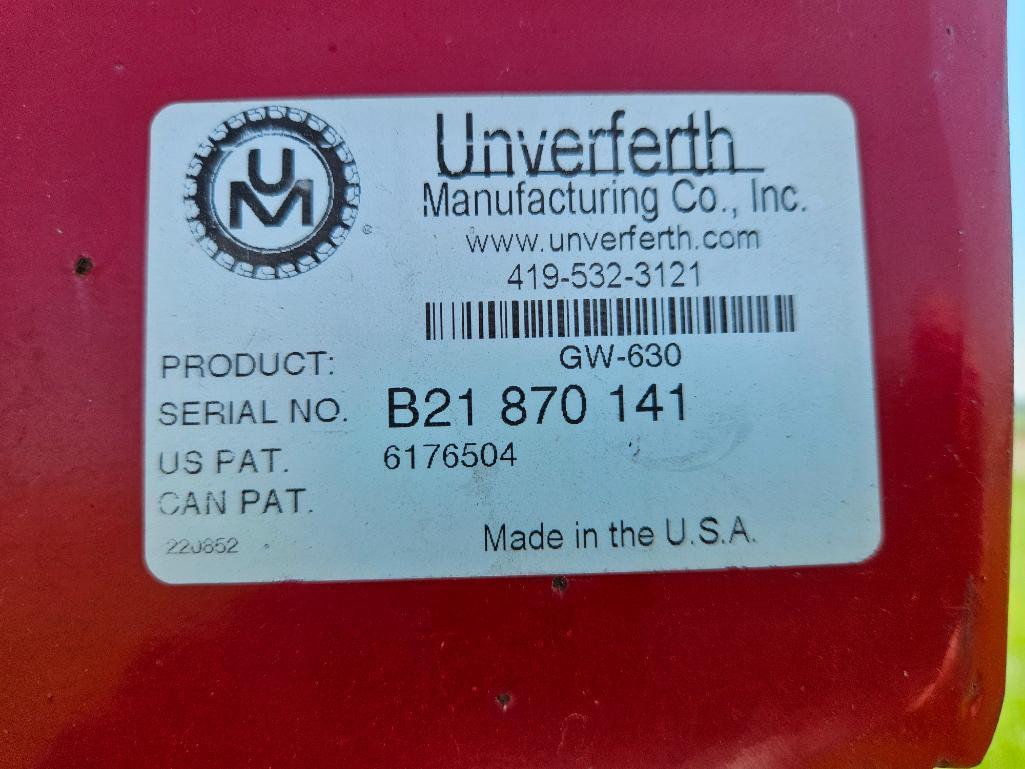 UM
Unverferth
Manufacturing Co., Inc.
www.unverferth.com
419-532-3121
PRODUCT: GW-630
SERIAL NO. B21 870 141
US PAT. 6176504
CAN PAT.
220852
Made in the U.S.A.